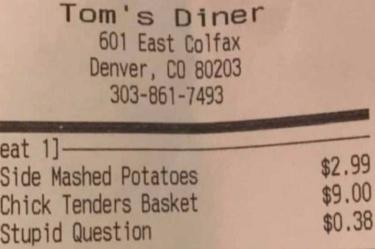 Tom's Diner
601 East Colfax
Denver, CO 80203
303-861-7493
eat 1]
Side Mashed Potatoes $2.99
Chick Tenders Basket $9.00
Stupid Question $0.38